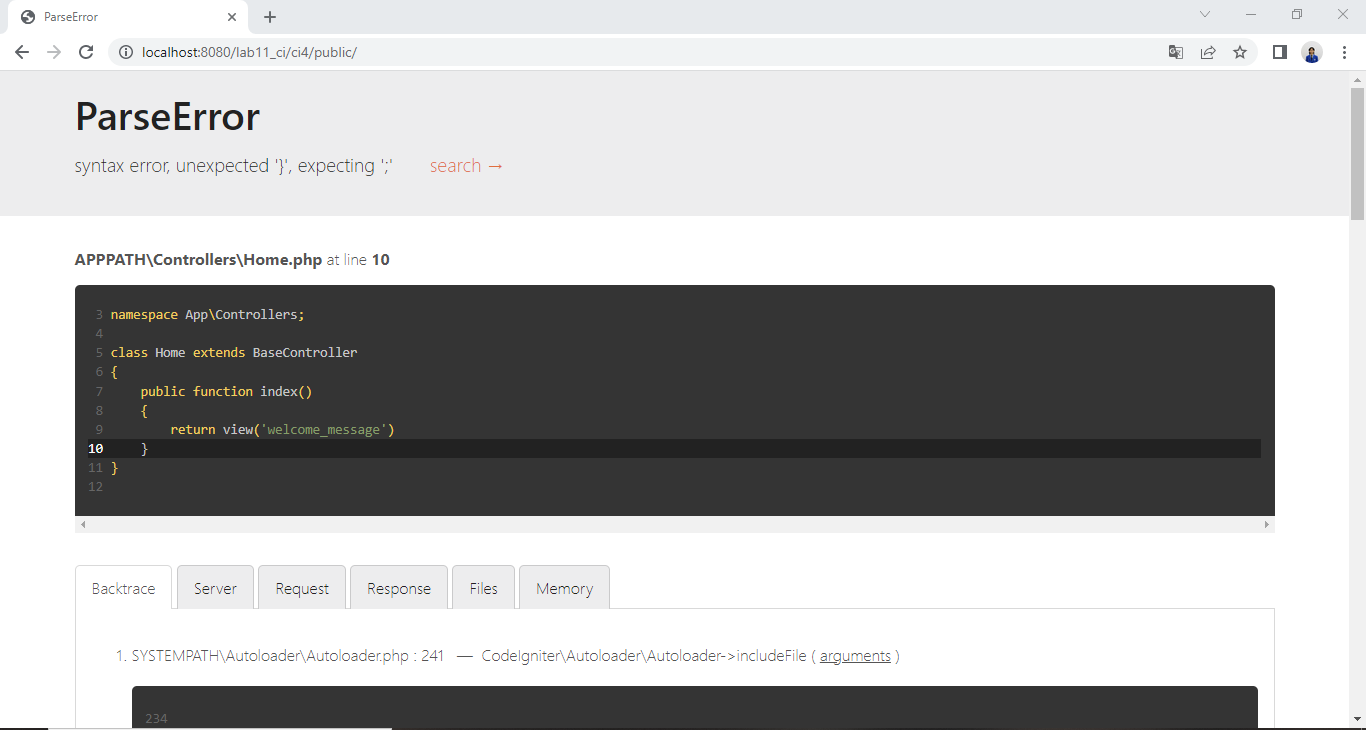 ParseError
localhost:8080/lab11_ci/ci4/public/
ParseError
syntax error, unexpected '}', expecting ';' search →
APPPATH\Controllers\Home.php at line 10
3 namespace App\Controllers;
4
5 class Home extends BaseController
6 {
7     public function index()
8     {
9         return view('welcome_message')
10     }
11 }
12
Backtrace Server Request Response Files Memory
1. SYSTEMPATH\Autoloader\Autoloader.php : 241 — CodeIgniter\Autoloader\Autoloader->includeFile ( arguments )
234